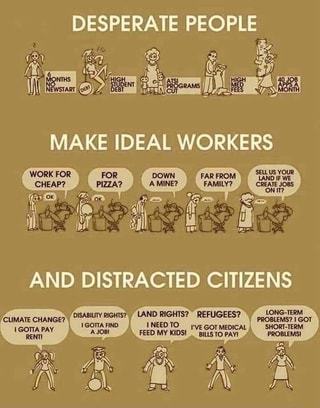 DESPERATE PEOPLE
6 MONTHS NO NEWSTART
DEBT
HIGH STUDENT DEBT
ATSI PROGRAMS CUT
HIGH MED FEES
40 JOB APPS A MONTH
MAKE IDEAL WORKERS
WORK FOR CHEAP?
FOR PIZZA?
DOWN A MINE?
FAR FROM FAMILY?
SELL US YOUR LAND IF WE CREATE JOBS ON IT?
OK
OK
...
...
...
AND DISTRACTED CITIZENS
CLIMATE CHANGE?
I GOTTA PAY RENT!
DISABILITY RIGHTS?
I GOTTA FIND A JOB!
LAND RIGHTS?
I NEED TO FEED MY KIDS!
REFUGEES?
I'VE GOT MEDICAL BILLS TO PAY!
LONG-TERM PROBLEMS? I GOT SHORT-TERM PROBLEMS!